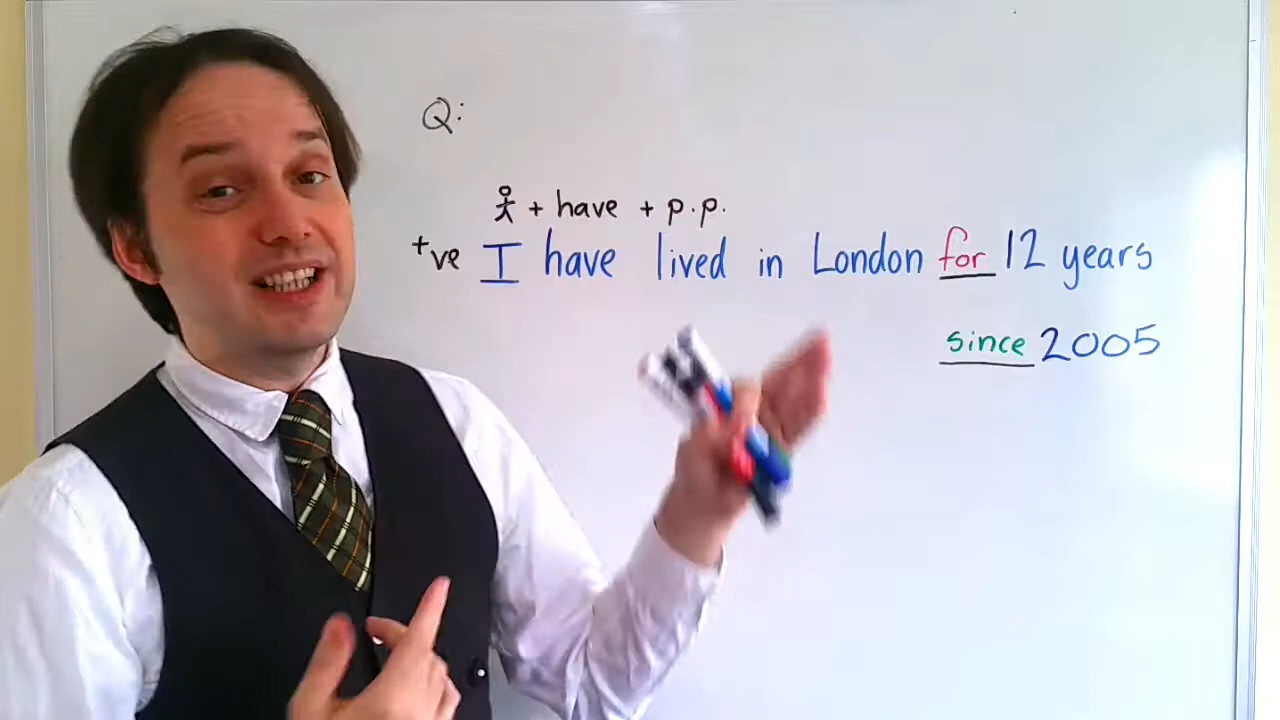 Q:
+ have + p.p.
+ve I have lived in London for 12 years
since 2005